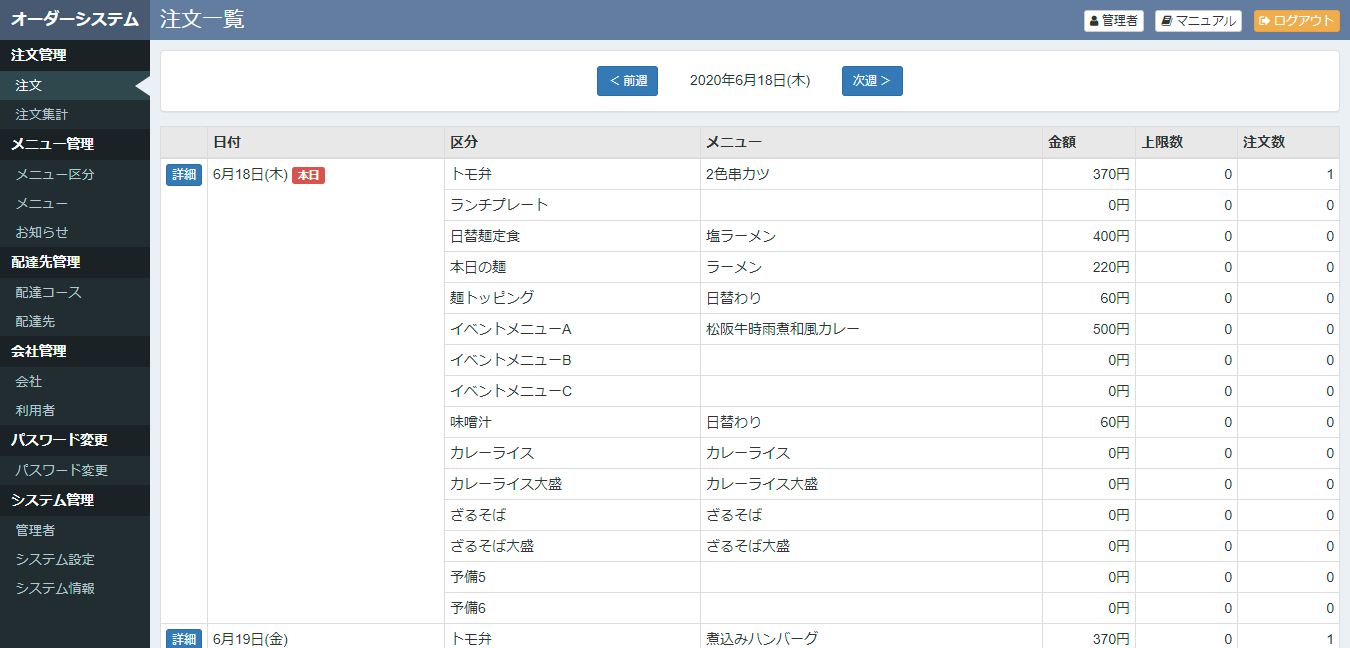 オーダーシステム 注文一覧 管理者 マニュアル ログアウト
注文管理
注文
注文集計
メニュー管理
メニュー区分
メニュー
お知らせ
配達先管理
配達コース
配達先
会社管理
会社
利用者
パスワード変更
パスワード変更
システム管理
管理者
システム設定
システム情報
＜前週 2020年6月18日(木) 次週＞
日付 区分 メニュー 金額 上限数 注文数
詳細 6月18日(木) 本日 トモ弁 2色串カツ 370円 0 1
ランチプレート 0円 0 0
日替麺定食 塩ラーメン 400円 0 0
本日の麺 ラーメン 220円 0 0
麺トッピング 日替わり 60円 0 0
イベントメニューA 松阪牛時雨煮和風カレー 500円 0 0
イベントメニューB 0円 0 0
イベントメニューC 0円 0 0
味噌汁 日替わり 60円 0 0
カレーライス カレーライス 0円 0 0
カレーライス大盛 カレーライス大盛 0円 0 0
ざるそば ざるそば 0円 0 0
ざるそば大盛 ざるそば大盛 0円 0 0
予備5 0円 0 0
予備6 0円 0 0
詳細 6月19日(金) トモ弁 煮込みハンバーグ 370円 0 1